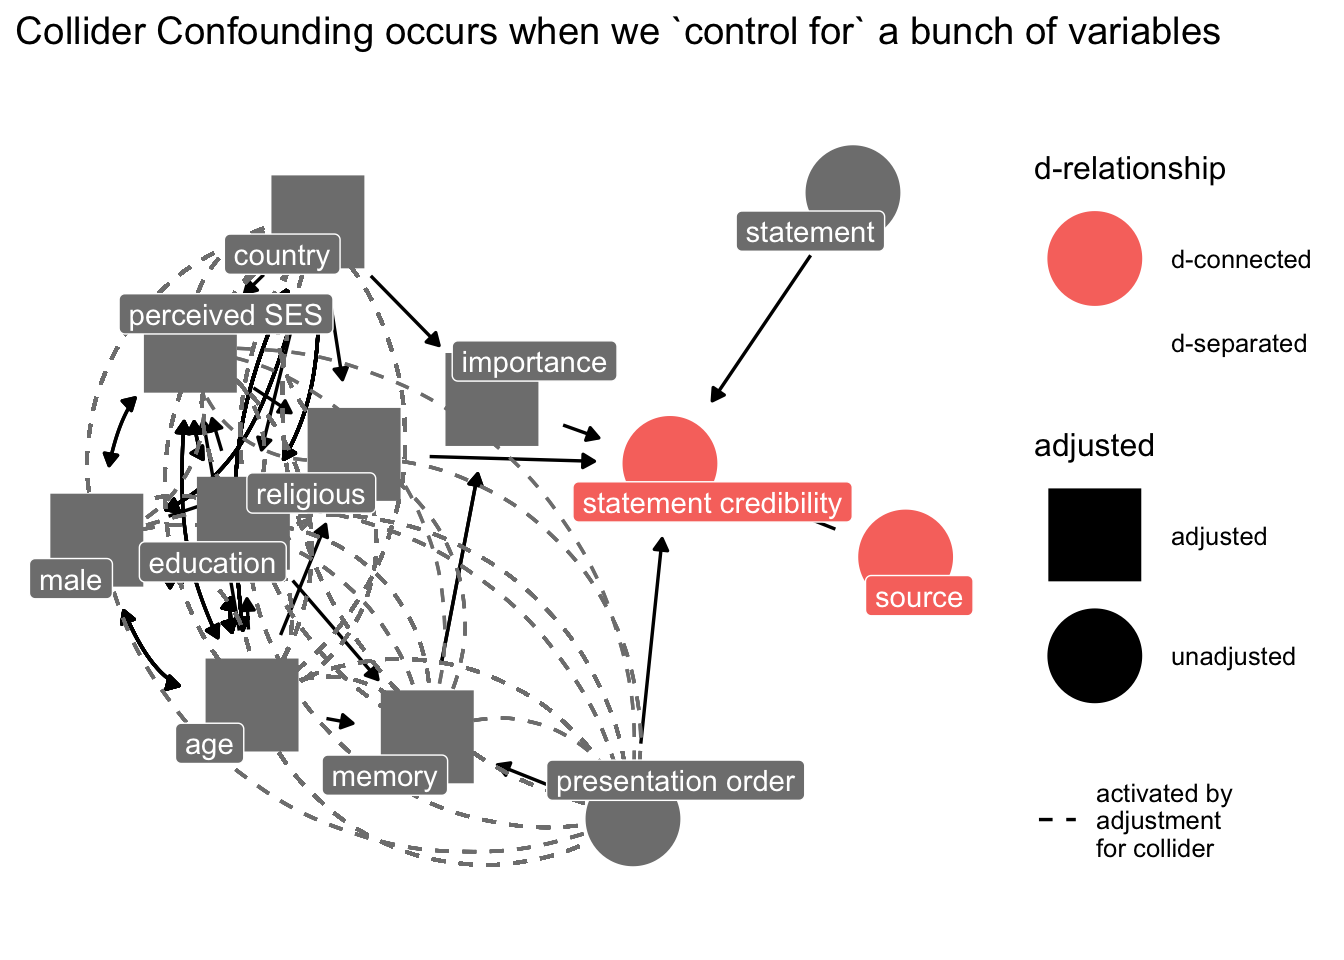 Collider Confounding occurs when we `control for` a bunch of variables
country
statement
perceived SES
importance
religious
statement credibility
education
male
source
age
memory
presentation order
d-relationship
d-connected
d-separated
adjusted
adjusted
unadjusted
activated by
adjustment
for collider